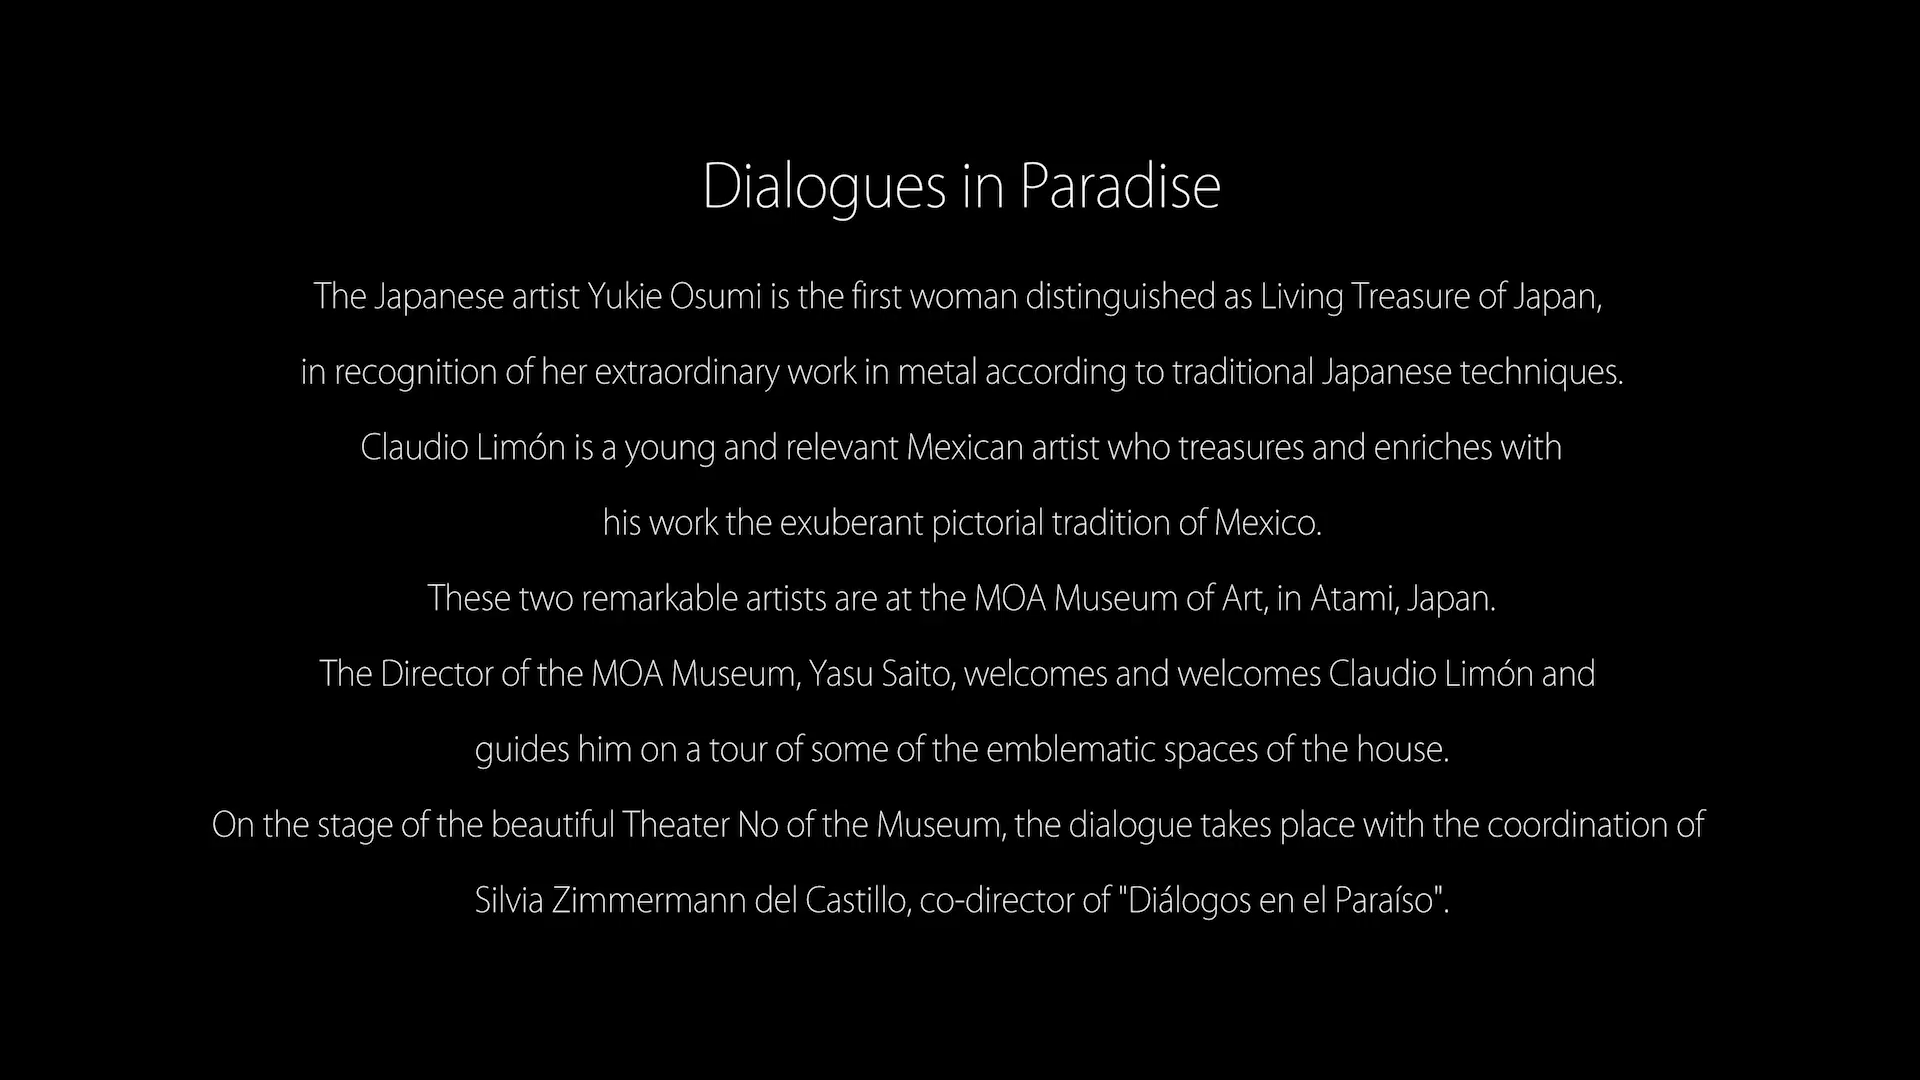 Dialogues in Paradise
The Japanese artist Yukie Osumi is the first woman distinguished as Living Treasure of Japan,
in recognition of her extraordinary work in metal according to traditional Japanese techniques.
Claudio Limón is a young and relevant Mexican artist who treasures and enriches with
his work the exuberant pictorial tradition of Mexico.
These two remarkable artists are at the MOA Museum of Art, in Atami, Japan.
The Director of the MOA Museum, Yasu Saito, welcomes and welcomes Claudio Limón and
guides him on a tour of some of the emblematic spaces of the house.
On the stage of the beautiful Theater No of the Museum, the dialogue takes place with the coordination of
Silvia Zimmermann del Castillo, co-director of "Diálogos en el Paraíso".